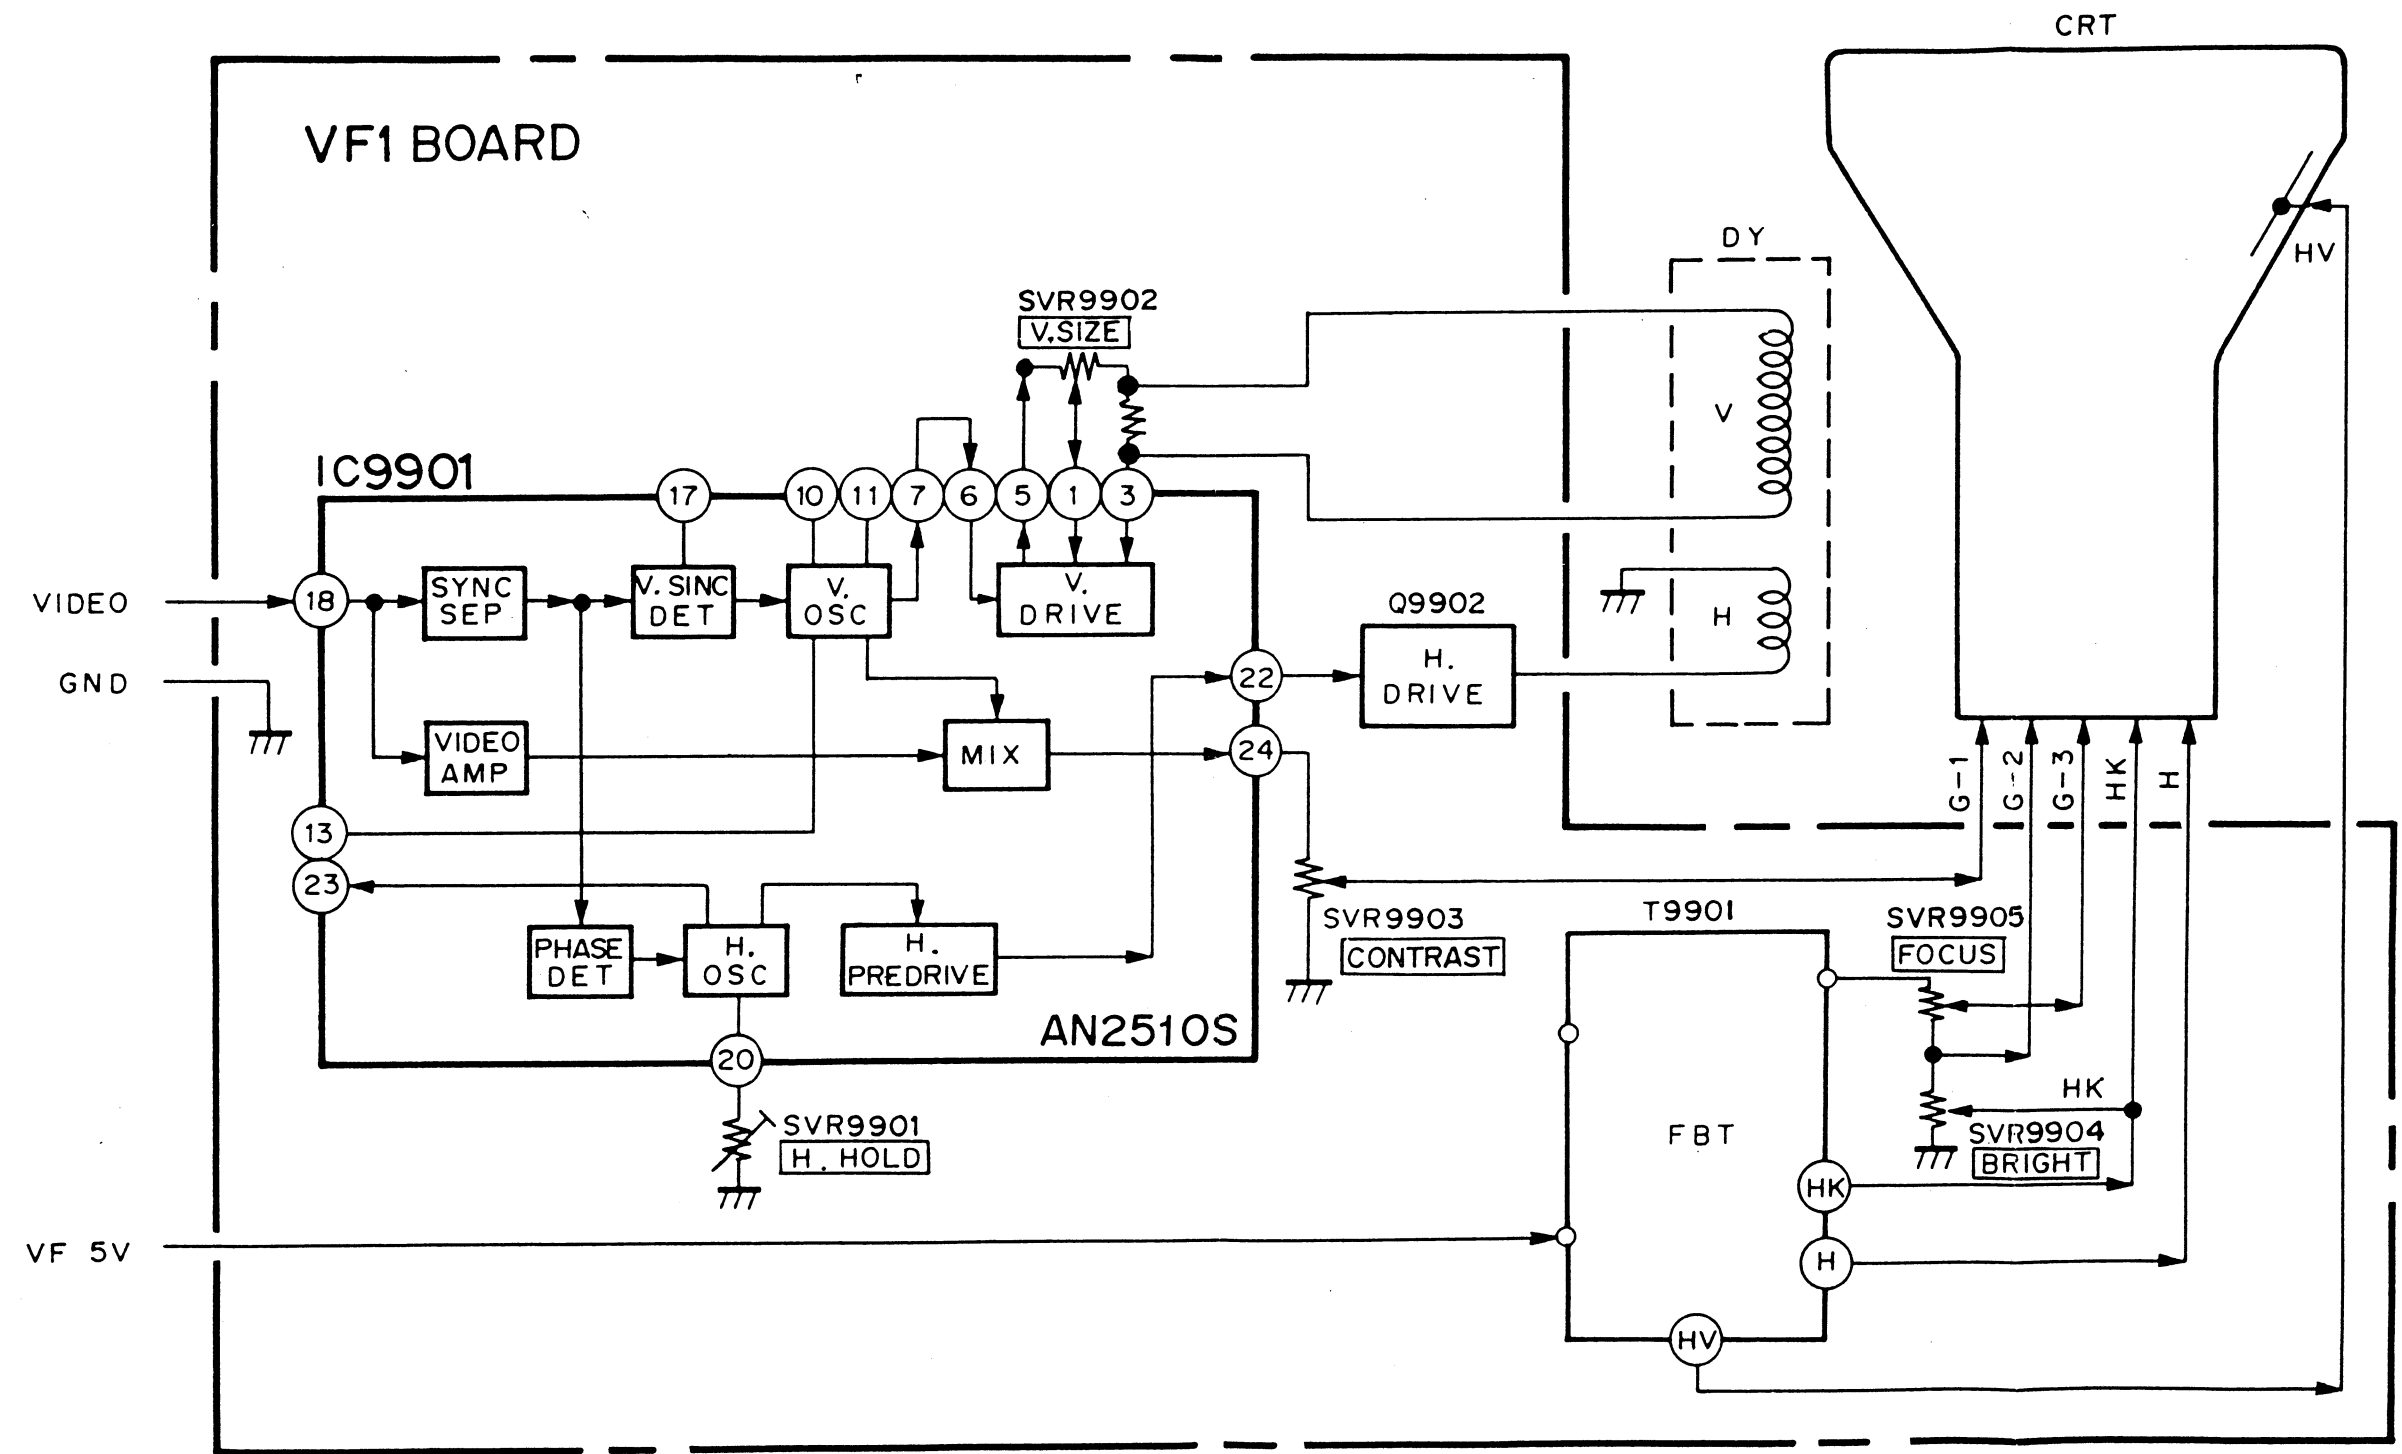 CRT
VF1 BOARD
DY
HV
SVR9902
V.SIZE
V
IC9901
17
10
11
7
6
5
1
3
VIDEO
18
SYNC
SEP
V. SINC
DET
V.
OSC
V.
DRIVE
Q9902
H.
DRIVE
H
GND
22
24
VIDEO
AMP
MIX
G-1
G-2
G-3
HK
H
13
23
SVR9903
CONTRAST
T9901
SVR9905
FOCUS
PHASE
DET
H.
OSC
H.
PREDRIVE
AN2510S
20
SVR9901
H. HOLD
FBT
HK
SVR9904
BRIGHT
HK
VF 5V
H
HV